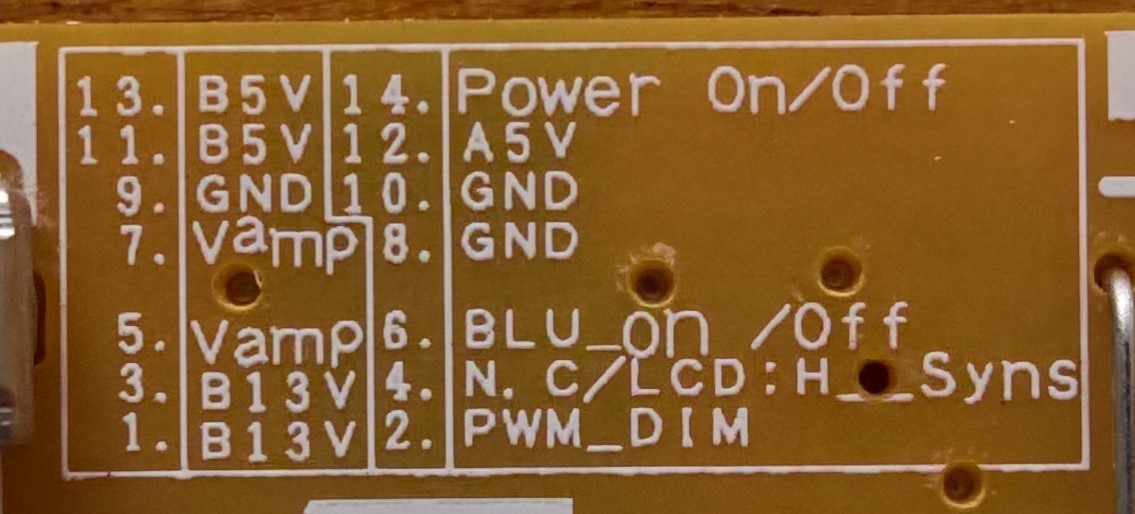 13. B5V 14. Power On/Off
11. B5V 12. A5V
9. GND 10. GND
7. Vamp 8. GND
5. Vamp 6. BLU_on /Off
3. B13V 4. N. C/LCD:H__Syns
1. B13V 2. PWM_DIM